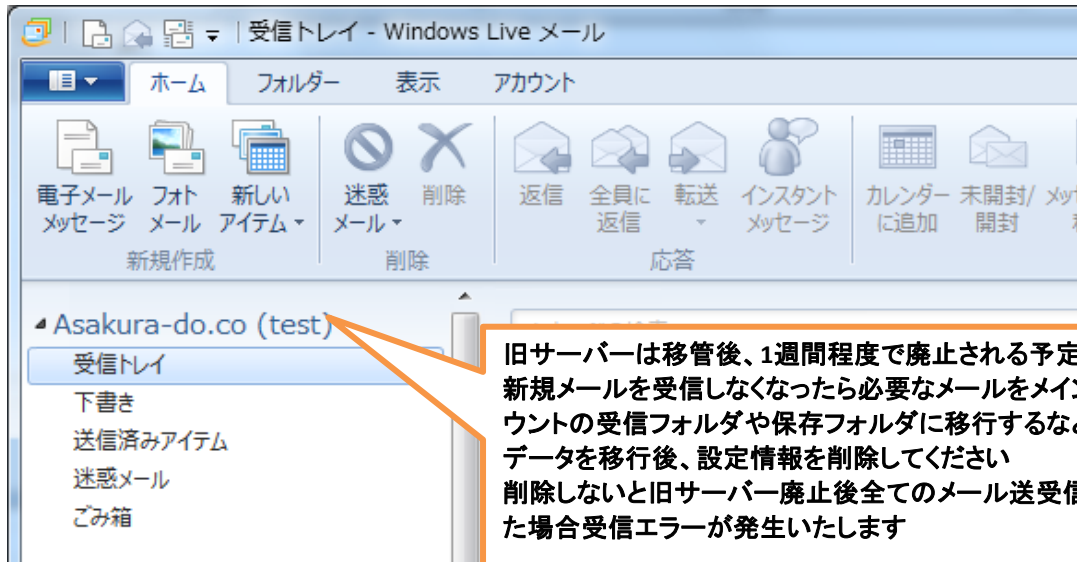 受信トレイ - Windows Live メール
ホーム フォルダー 表示 アカウント
電子メール メッセージ
フォト メール
新しい アイテム
迷惑 メール
削除
返信
全員に 返信
転送
インスタント メッセージ
カレンダー に追加
未開封/ 開封
新規作成
削除
応答
Asakura-do.co (test)
受信トレイ
下書き
送信済みアイテム
迷惑メール
ごみ箱
旧サーバーは移管後、1週間程度で廃止される予定
新規メールを受信しなくなったら必要なメールをメイン
ウントの受信フォルダや保存フォルダに移行するなど
データを移行後、設定情報を削除してください
削除しないと旧サーバー廃止後全てのメール送受信
た場合受信エラーが発生いたします